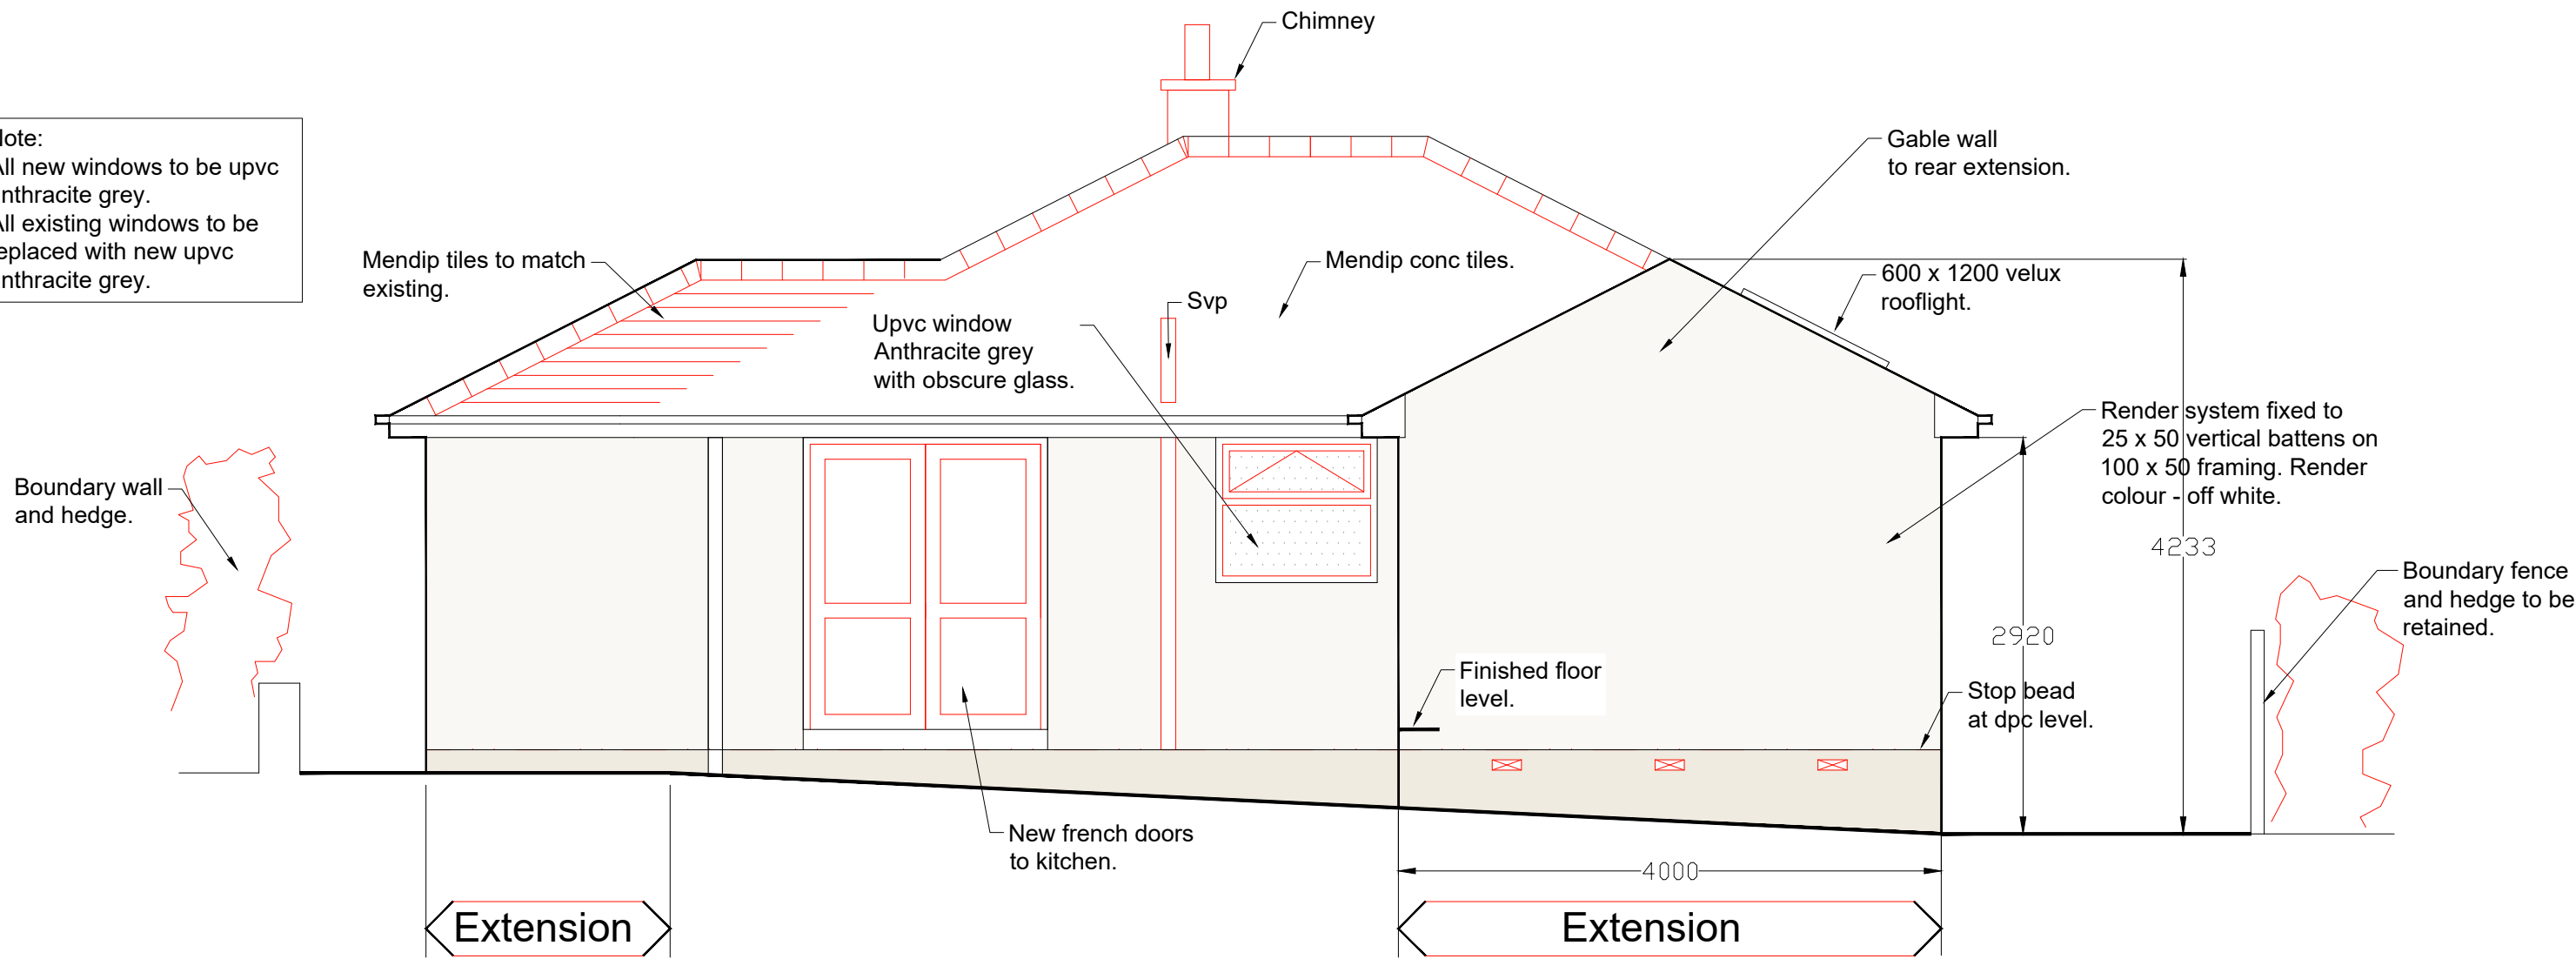 Chimney
Note:
All new windows to be upvc
nthracite grey.
All existing windows to be
eplaced with new upvc
nthracite grey.
Gable wall
to rear extension.
Mendip tiles to match
existing.
Mendip conc tiles.
600 x 1200 velux
rooflight.
Svp
Upvc window
Anthracite grey
with obscure glass.
Render system fixed to
25 x 50 vertical battens on
100 x 50 framing. Render
colour - off white.
Boundary wall
and hedge.
4233
Boundary fence
and hedge to be
retained.
2920
Finished floor
level.
Stop bead
at dpc level.
New french doors
to kitchen.
4000
Extension
Extension